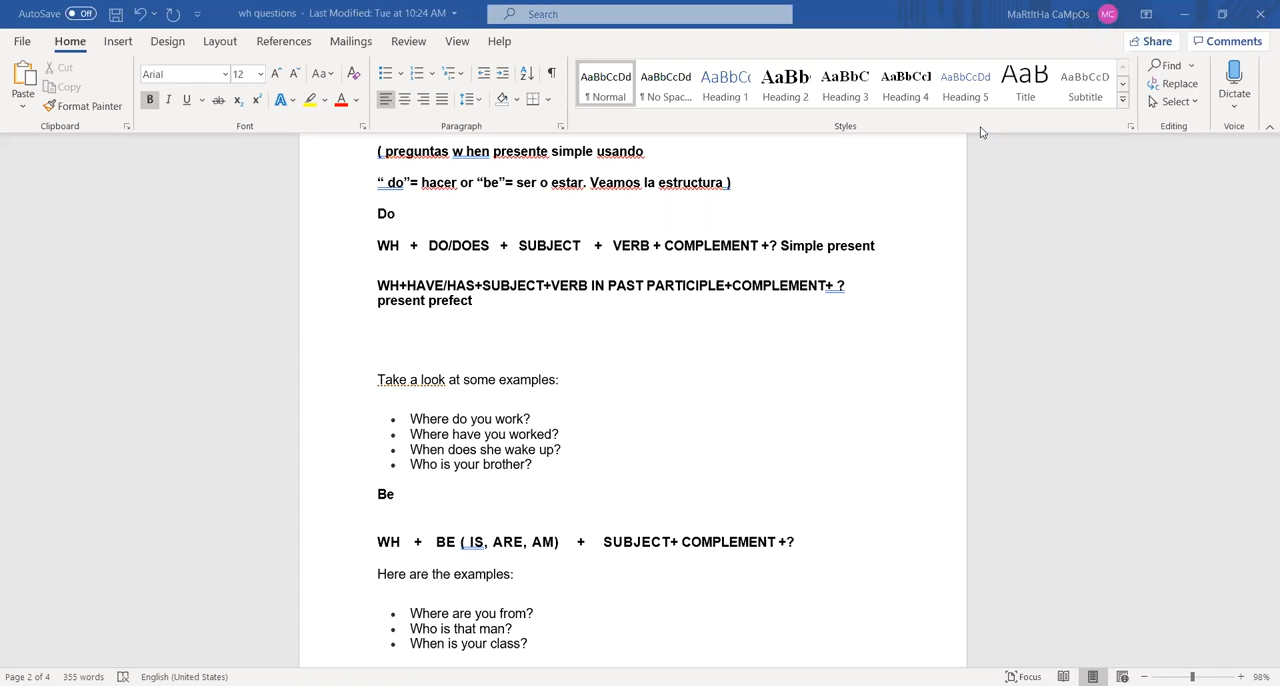 AutoSave Off wh questions - Last Modified: Tue at 10:24 AM Search MaRtItHa CaMpOs MC
File Home Insert Design Layout References Mailings Review View Help Share Comments
Paste Cut Copy Format Painter
Arial 12 Aa
B I U ab x₂ x² A A
AaBbCcDd AaBbCcDd AaBbCc AaBb AaBbC AaBbCcI AaBbCcDd AaB AaBbCcD
¶ Normal ¶ No Spac... Heading 1 Heading 2 Heading 3 Heading 4 Heading 5 Title Subtitle
Find Replace Select Dictate
Clipboard Font Paragraph Styles Editing Voice
( preguntas w hen presente simple usando
“ do”= hacer or “be”= ser o estar. Veamos la estructura )
Do
WH + DO/DOES + SUBJECT + VERB + COMPLEMENT +? Simple present
WH+HAVE/HAS+SUBJECT+VERB IN PAST PARTICIPLE+COMPLEMENT+ ?
present prefect
Take a look at some examples:
• Where do you work?
• Where have you worked?
• When does she wake up?
• Who is your brother?
Be
WH + BE ( IS, ARE, AM) + SUBJECT+ COMPLEMENT +?
Here are the examples:
• Where are you from?
• Who is that man?
• When is your class?
Page 2 of 4 355 words English (United States) Focus 98%